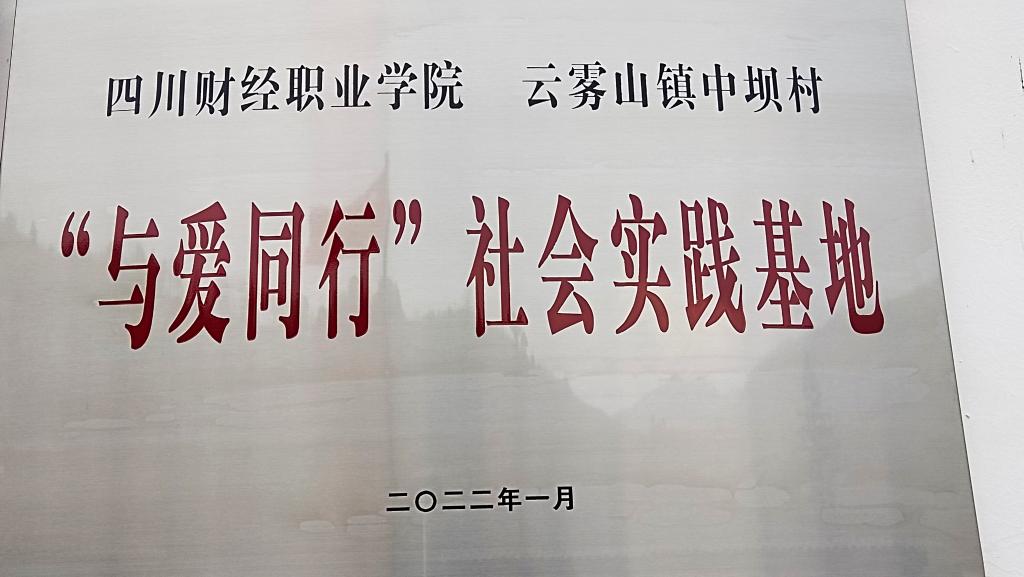 四川财经职业学院 云雾山镇中坝村
“与爱同行”社会实践基地
二〇二二年一月